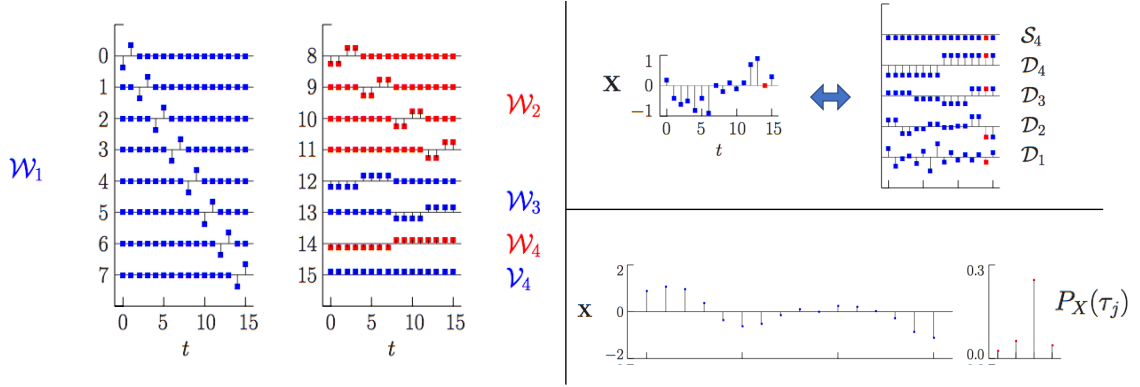 𝒲₁
0
1
2
3
4
5
6
7
0 5 10 15
t
8
9
10
11
12
13
14
15
0 5 10 15
t
𝒲₂
𝒲₃
𝒲₄
𝒱₄
X
1
0
−1
0 5 10 15
t
𝒮₄
𝒟₄
𝒟₃
𝒟₂
𝒟₁
X
2
0
−2
0.3
0.0
P_X(τ_j)